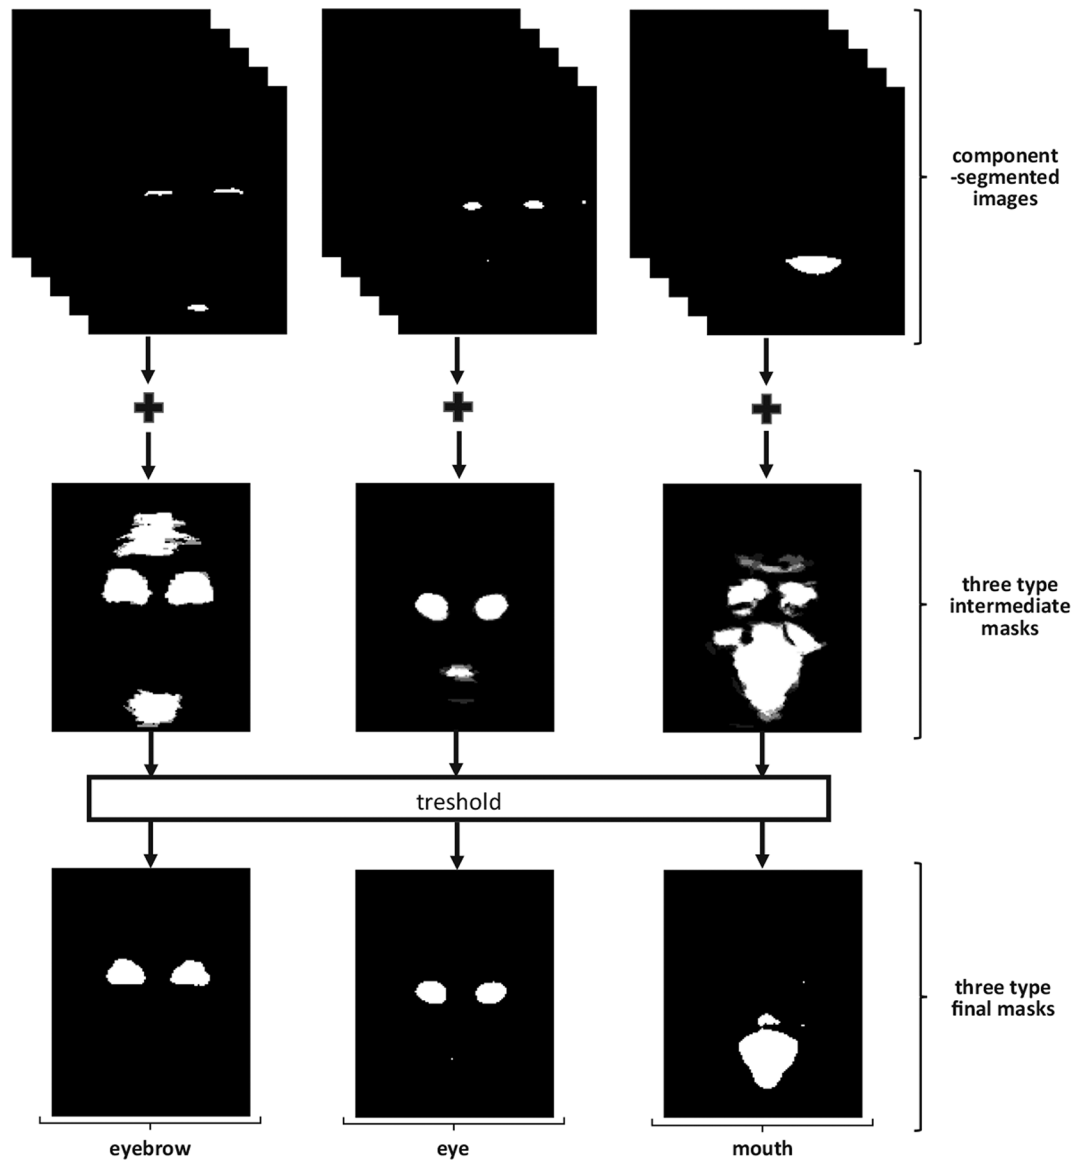 component
-segmented
images
three type
intermediate
masks
treshold
three type
final masks
eyebrow
eye
mouth